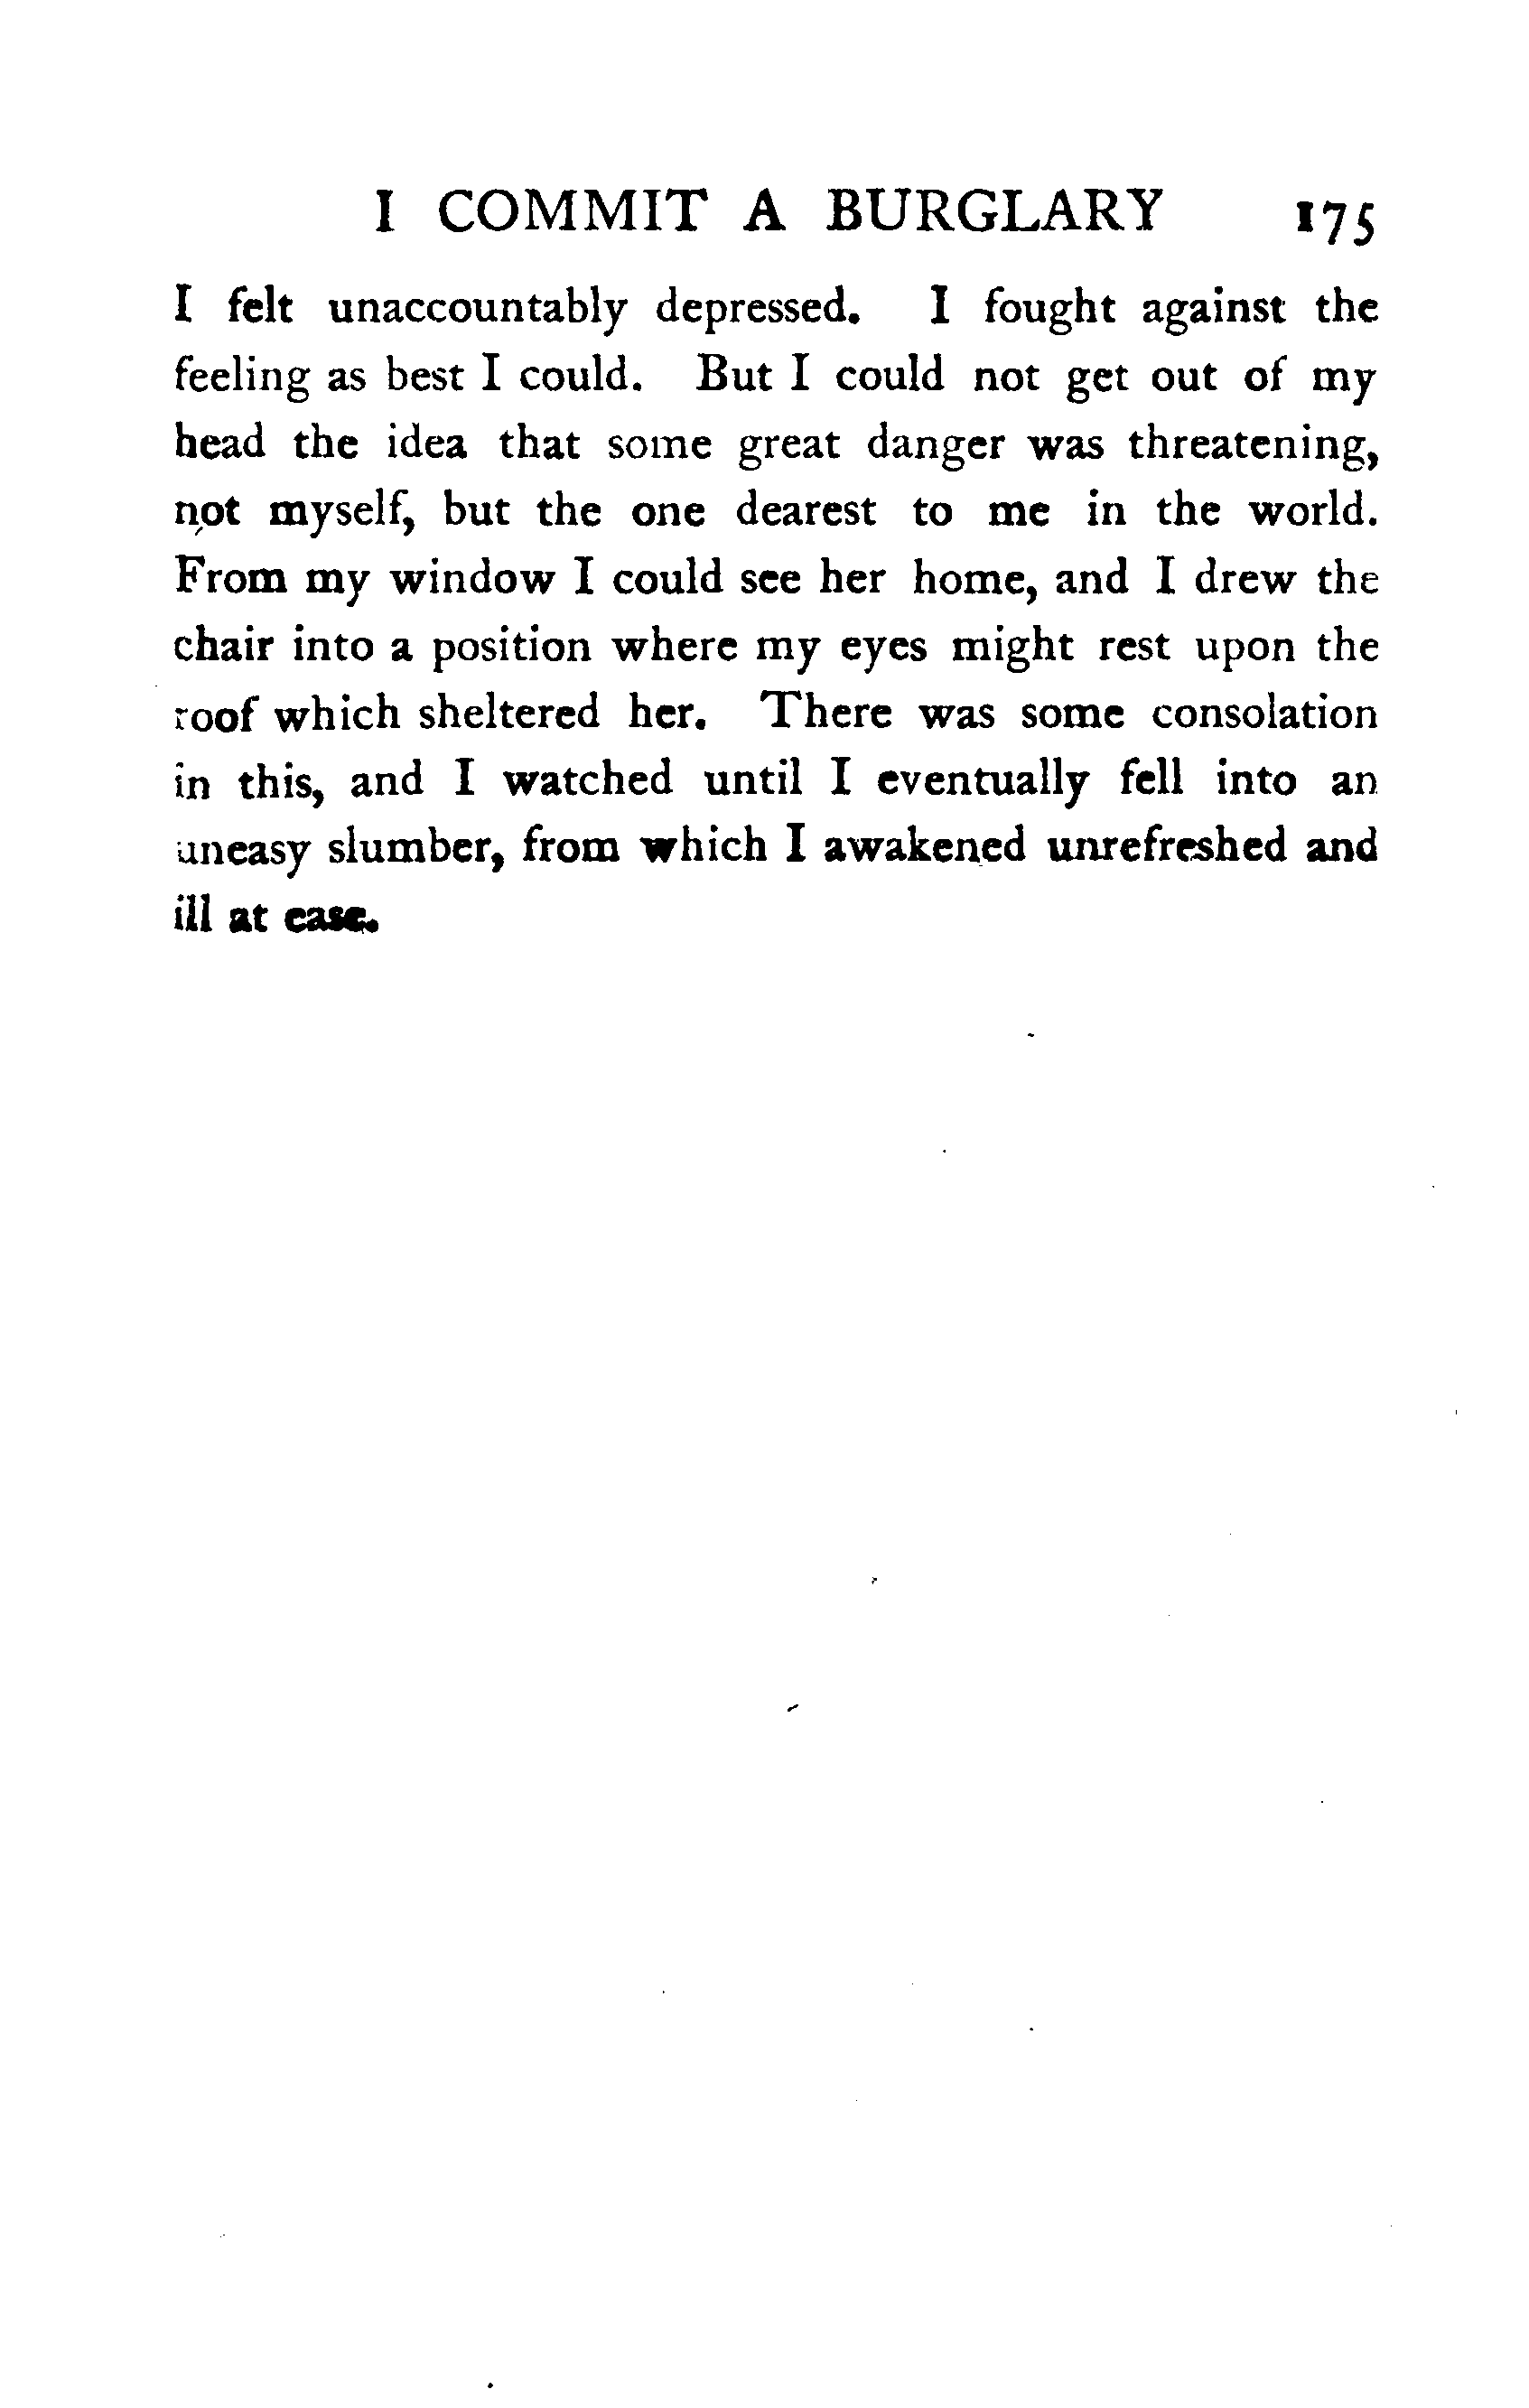 I COMMIT A BURGLARY 175
I felt unaccountably depressed. I fought against the
feeling as best I could. But I could not get out of my
head the idea that some great danger was threatening,
not myself, but the one dearest to me in the world.
From my window I could see her home, and I drew the
chair into a position where my eyes might rest upon the
roof which sheltered her. There was some consolation
in this, and I watched until I eventually fell into an
uneasy slumber, from which I awakened unrefreshed and
ill at ease.